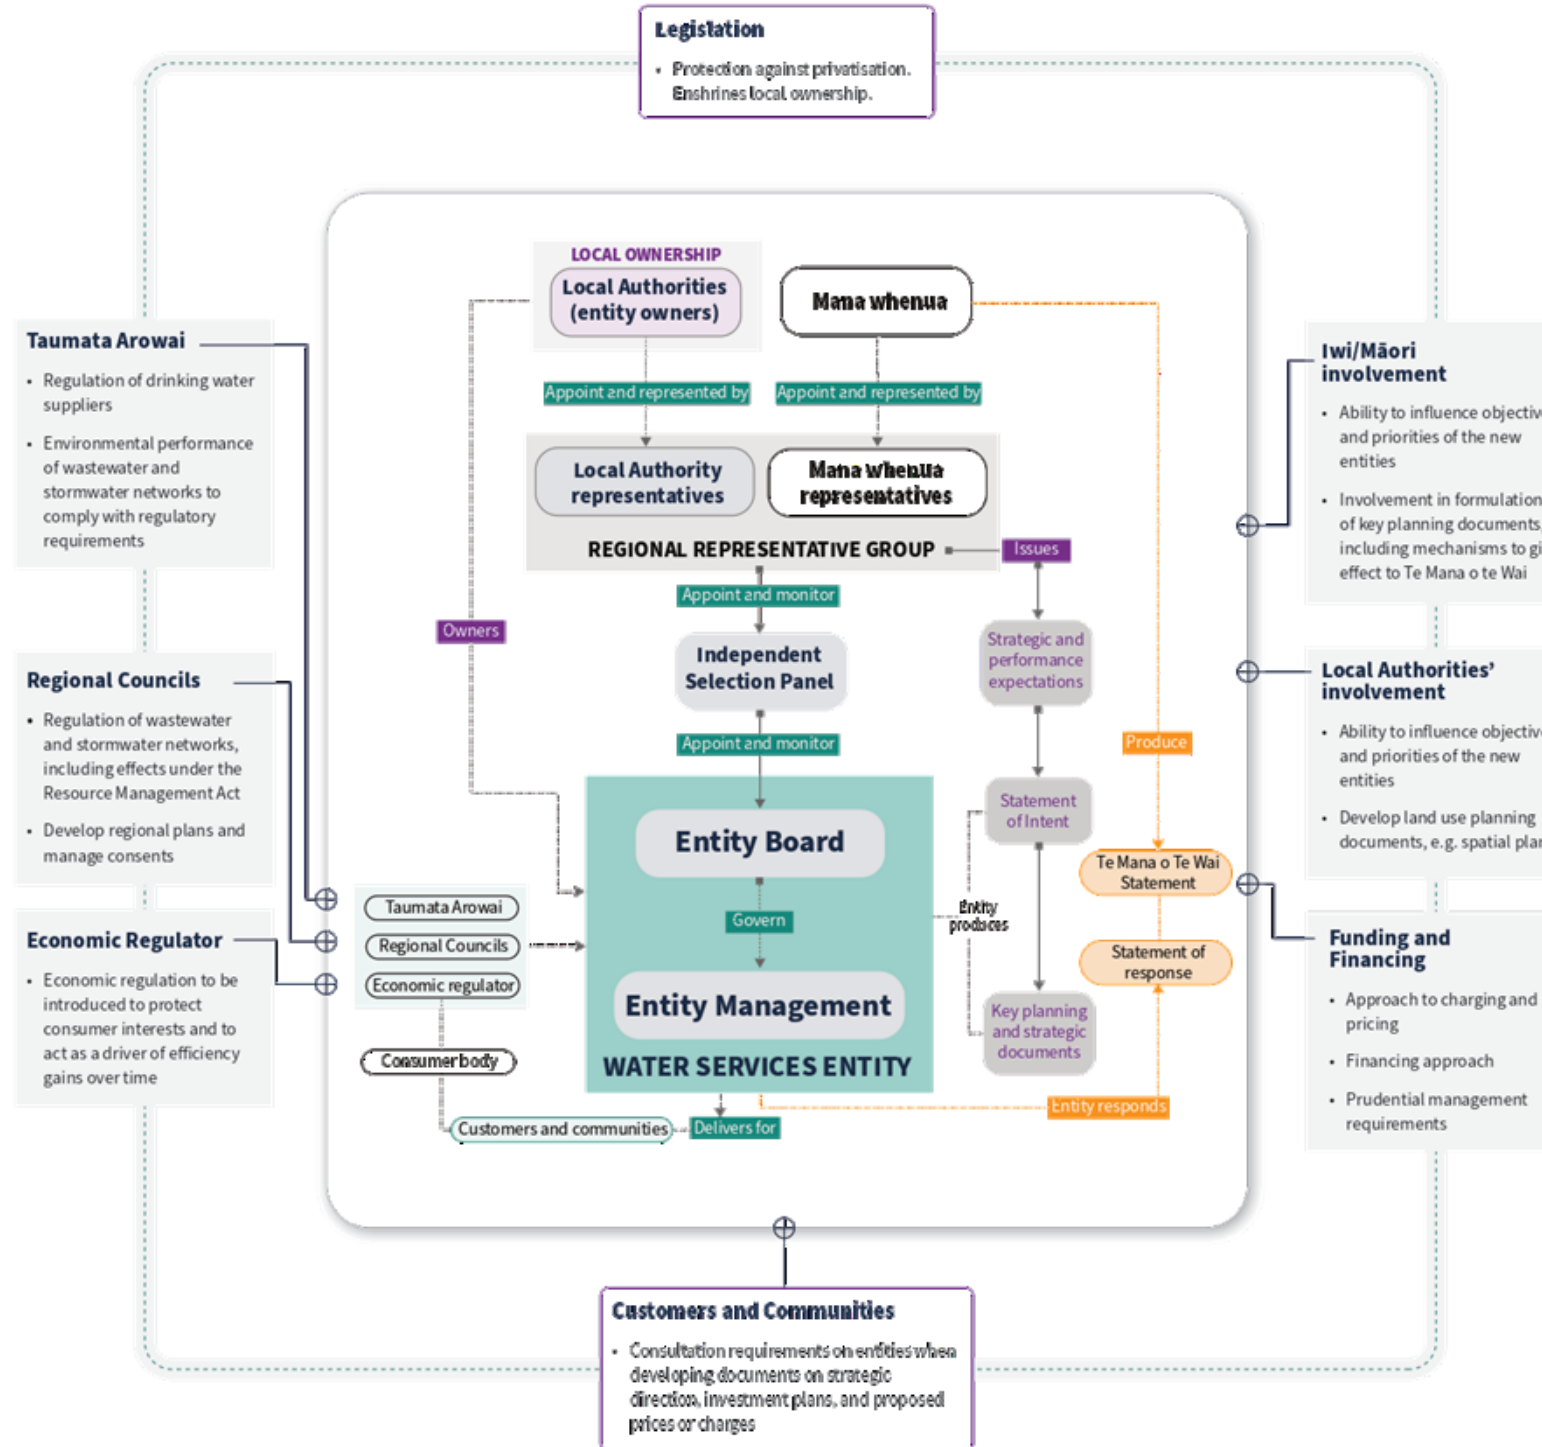 Legislation
• Protection against privatisation.
Enshrines local ownership.
LOCAL OWNERSHIP
Local Authorities
(entity owners)
Mana whenua
Appoint and represented by
Appoint and represented by
Local Authority
representatives
Mana whenua
representatives
REGIONAL REPRESENTATIVE GROUP
Issues
Appoint and monitor
Owners
Independent
Selection Panel
Strategic and
performance
expectations
Appoint and monitor
Produce
Entity Board
Statement
of Intent
Te Mana o Te Wai
Statement
Taumata Arowai
Regional Councils
Economic regulator
Govern
Entity
produces
Statement of
response
Entity Management
Key planning
and strategic
documents
WATER SERVICES ENTITY
Consumer body
Entity responds
Customers and communities
Delivers for
Taumata Arowai
• Regulation of drinking water
suppliers
• Environmental performance
of wastewater and
stormwater networks to
comply with regulatory
requirements
Regional Councils
• Regulation of wastewater
and stormwater networks,
including effects under the
Resource Management Act
• Develop regional plans and
manage consents
Economic Regulator
• Economic regulation to be
introduced to protect
consumer interests and to
act as a driver of efficiency
gains over time
Iwi/Māori
involvement
• Ability to influence objectiv
and priorities of the new
entities
• Involvement in formulation
of key planning documents,
including mechanisms to gi
effect to Te Mana o te Wai
Local Authorities’
involvement
• Ability to influence objectiv
and priorities of the new
entities
• Develop land use planning
documents, e.g. spatial plan
Funding and
Financing
• Approach to charging and
pricing
• Financing approach
• Prudential management
requirements
Customers and Communities
• Consultation requirements on entities when
developing documents on strategic
direction, investment plans, and proposed
prices or charges